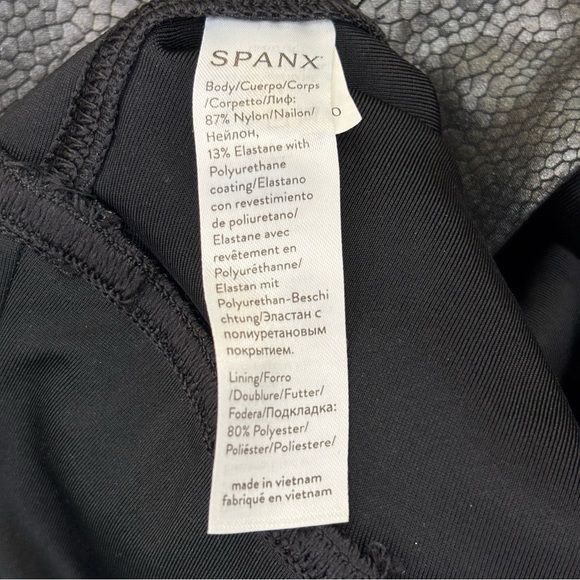 SPANX
Body/Cuerpo/Corps
/Corpetto/Лиф:
87% Nylon/Nailon/
Нейлон,
13% Elastane with
Polyurethane
coating/Elastano
con revestimiento
de poliuretano/
Elastane avec
revêtement en
Polyuréthanne/
Elastan mit
Polyurethan-Beschi
chtung/Эластан с
полиуретановым
покрытием.
Lining/Forro
/Doublure/Futter/
Fodera/Подкладка:
80% Polyester/
Poliéster/Poliestere/
made in vietnam
fabriqué en vietnam